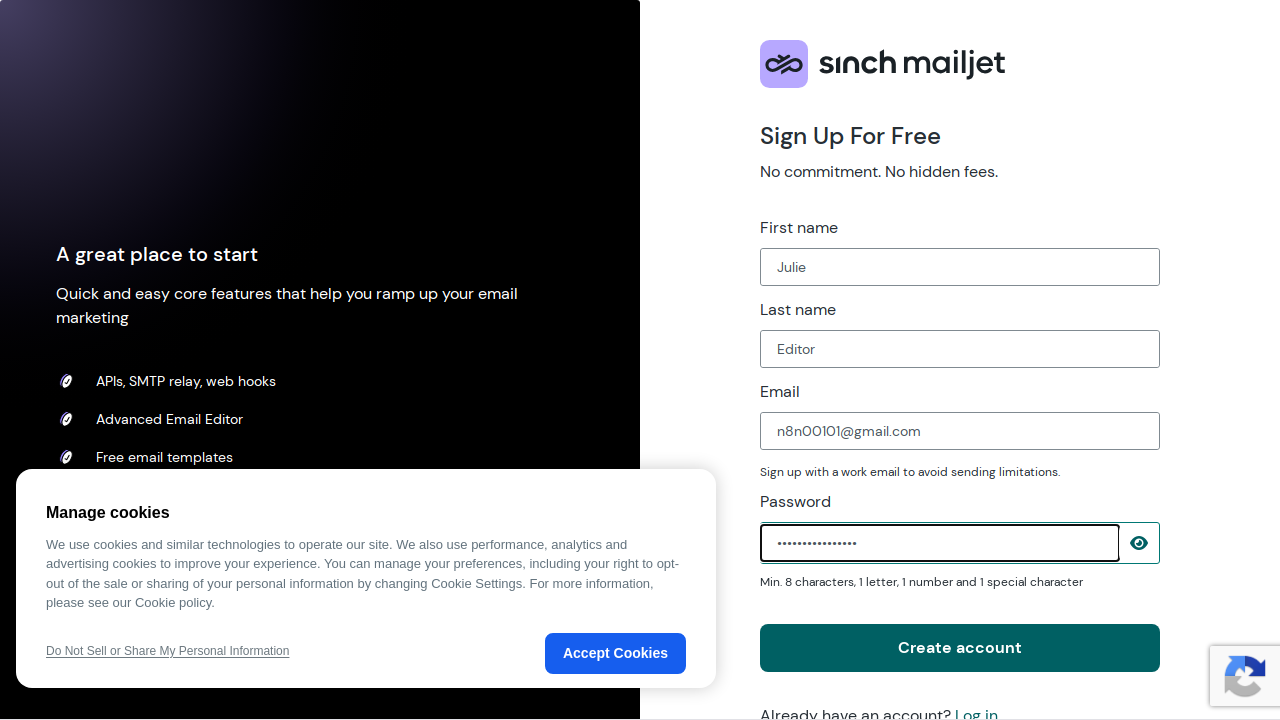 A great place to start
Quick and easy core features that help you ramp up your email
marketing
APIs, SMTP relay, web hooks
Advanced Email Editor
Free email templates
Manage cookies
We use cookies and similar technologies to operate our site. We also use performance, analytics and
advertising cookies to improve your experience. You can manage your preferences, including your right to opt-
out of the sale or sharing of your personal information by changing Cookie Settings. For more information,
please see our Cookie policy.
Do Not Sell or Share My Personal Information
Accept Cookies
sinch mailjet
Sign Up For Free
No commitment. No hidden fees.
First name
Julie
Last name
Editor
Email
n8n00101@gmail.com
Sign up with a work email to avoid sending limitations.
Password
••••••••••••••••
Min. 8 characters, 1 letter, 1 number and 1 special character
Create account
Already have an account? Log in